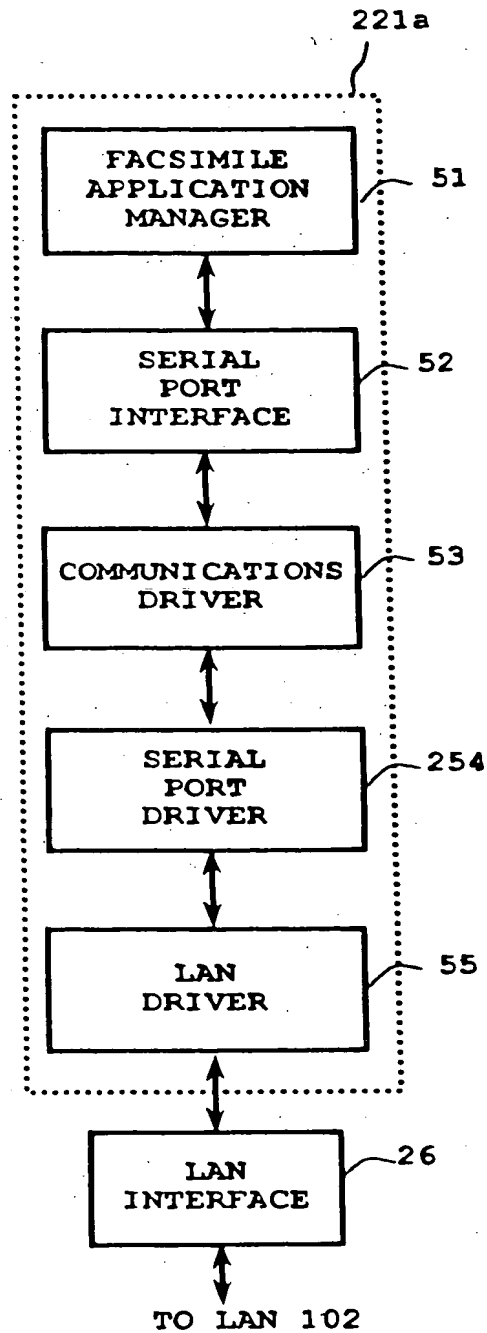 221a
FACSIMILE
APPLICATION
MANAGER
51
SERIAL
PORT
INTERFACE
52
COMMUNICATIONS
DRIVER
53
SERIAL
PORT
DRIVER
254
LAN
DRIVER
55
LAN
INTERFACE
26
TO LAN 102